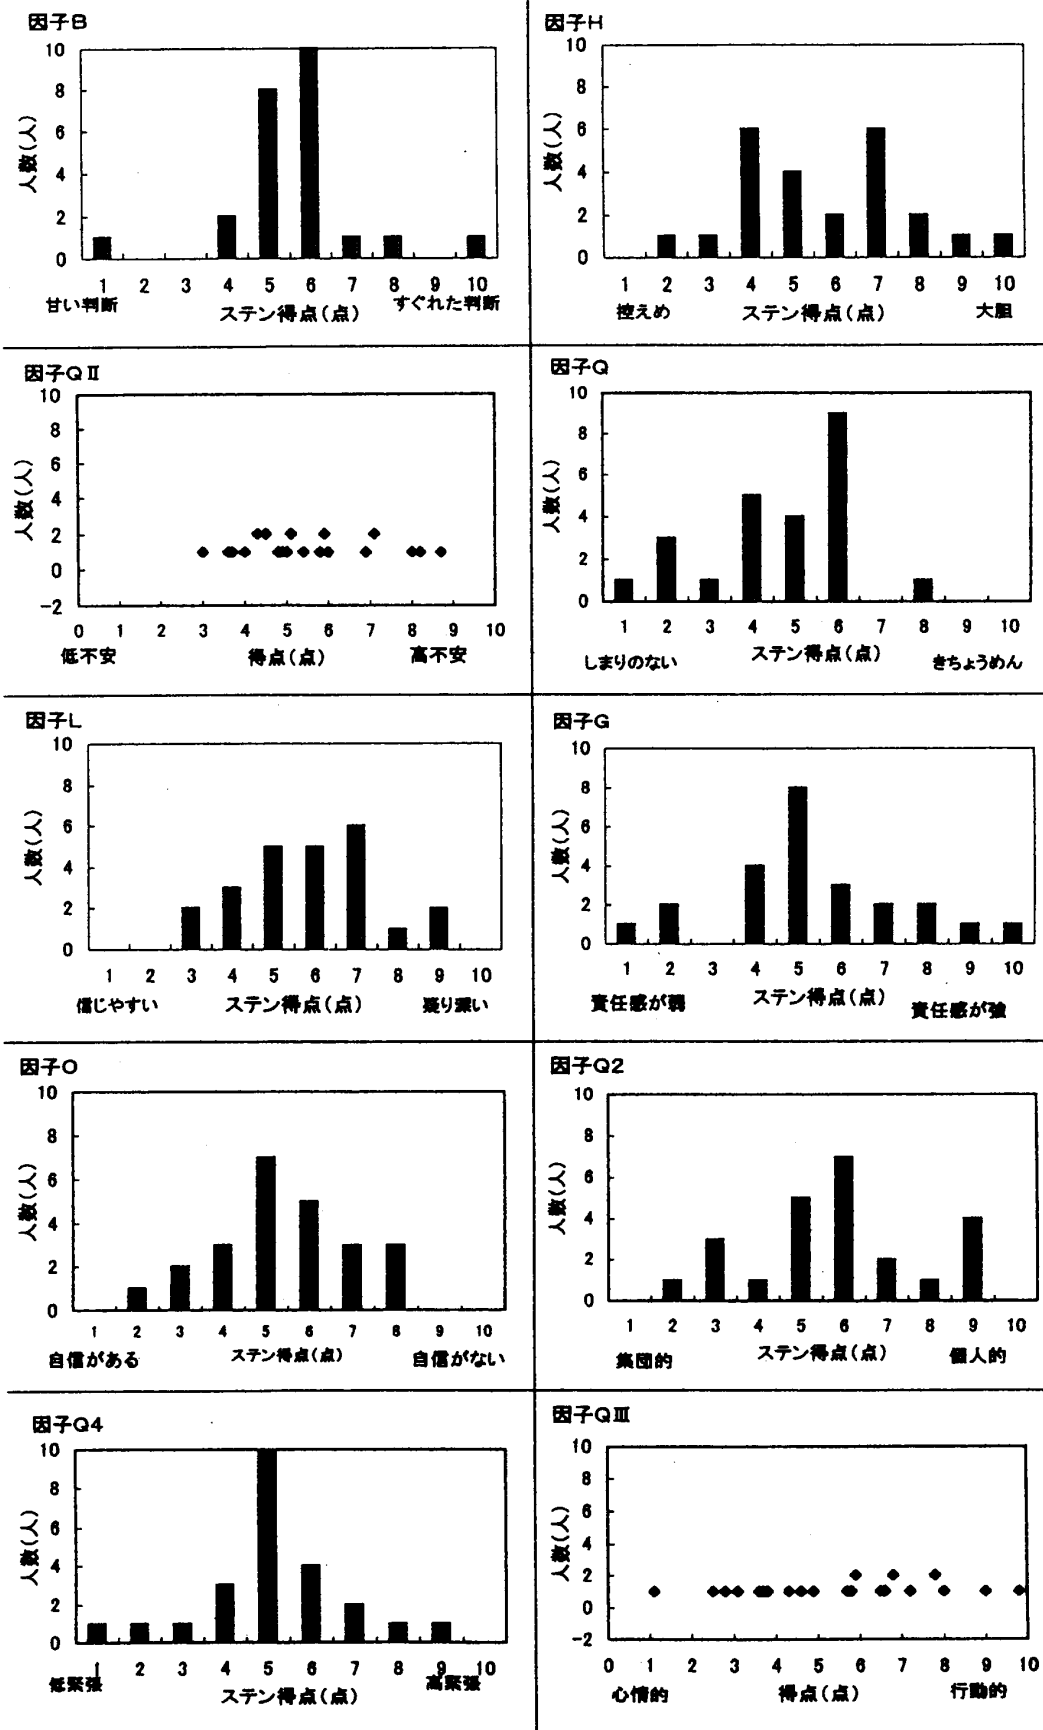 因子B
10
8
6
4
2
0
人数(人)
1 2 3 4 5 6 7 8 9 10
甘い判断 ステン得点(点) すぐれた判断
因子H
10
8
6
4
2
0
人数(人)
1 2 3 4 5 6 7 8 9 10
控えめ ステン得点(点) 大胆
因子QⅡ
10
8
6
4
2
0
-2
人数(人)
0 1 2 3 4 5 6 7 8 9 10
低不安 得点(点) 高不安
因子Q
10
8
6
4
2
0
人数(人)
1 2 3 4 5 6 7 8 9 10
しまりのない ステン得点(点) きちょうめん
因子L
10
8
6
4
2
0
人数(人)
1 2 3 4 5 6 7 8 9 10
信じやすい ステン得点(点) 疑り深い
因子G
10
8
6
4
2
0
人数(人)
1 2 3 4 5 6 7 8 9 10
責任感が弱 ステン得点(点) 責任感が強
因子O
10
8
6
4
2
0
人数(人)
1 2 3 4 5 6 7 8 9 10
自信がある ステン得点(点) 自信がない
因子Q2
10
8
6
4
2
0
人数(人)
1 2 3 4 5 6 7 8 9 10
集団的 ステン得点(点) 個人的
因子Q4
10
8
6
4
2
0
人数(人)
1 2 3 4 5 6 7 8 9 10
低緊張 ステン得点(点) 高緊張
因子QⅢ
10
8
6
4
2
0
-2
人数(人)
0 1 2 3 4 5 6 7 8 9 10
心情的 得点(点) 行動的